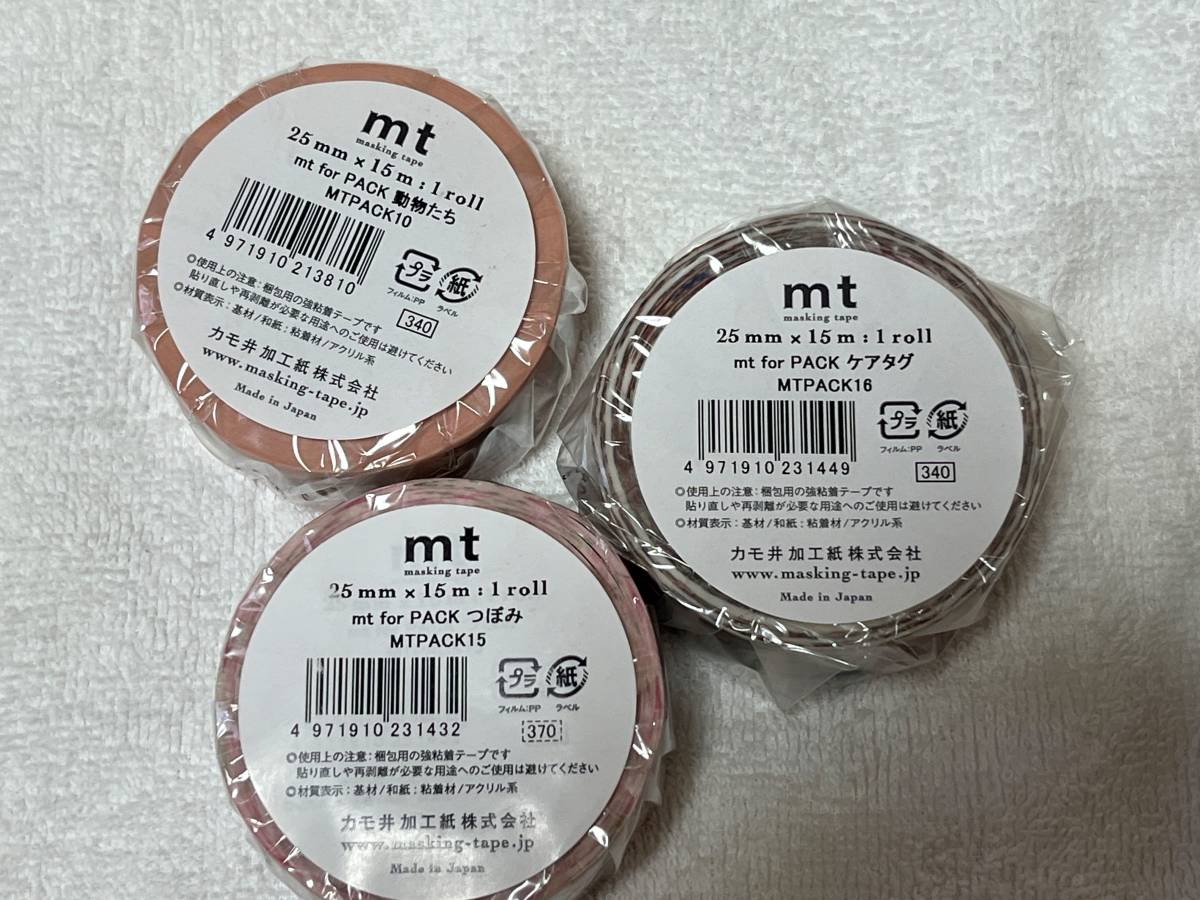 mt
masking tape
25mm × 15m : 1 roll
mt for PACK 動物たち
MTPACK10
4 971910 213810
プラ
フィルム:PP
紙
ラベル
340
◎使用上の注意:梱包用の強粘着テープです
貼り直しや再剥離が必要な用途へのご使用は避けてください
◎材質表示:基材/和紙:粘着材/アクリル系
カモ井加工紙株式会社
www.masking-tape.jp
Made in Japan
mt
masking tape
25mm × 15m : 1 roll
mt for PACK ケアタグ
MTPACK16
4 971910 231449
プラ
フィルム:PP
紙
ラベル
340
◎使用上の注意:梱包用の強粘着テープです
貼り直しや再剥離が必要な用途へのご使用は避けてください
◎材質表示:基材/和紙:粘着材/アクリル系
カモ井加工紙株式会社
www.masking-tape.jp
Made in Japan
mt
masking tape
25mm × 15m : 1 roll
mt for PACK つぼみ
MTPACK15
4 971910 231432
プラ
フィルム:PP
紙
ラベル
370
◎使用上の注意:梱包用の強粘着テープです
貼り直しや再剥離が必要な用途へのご使用は避けてください
◎材質表示:基材/和紙:粘着材/アクリル系
カモ井加工紙株式会社
www.masking-tape.jp
Made in Japan